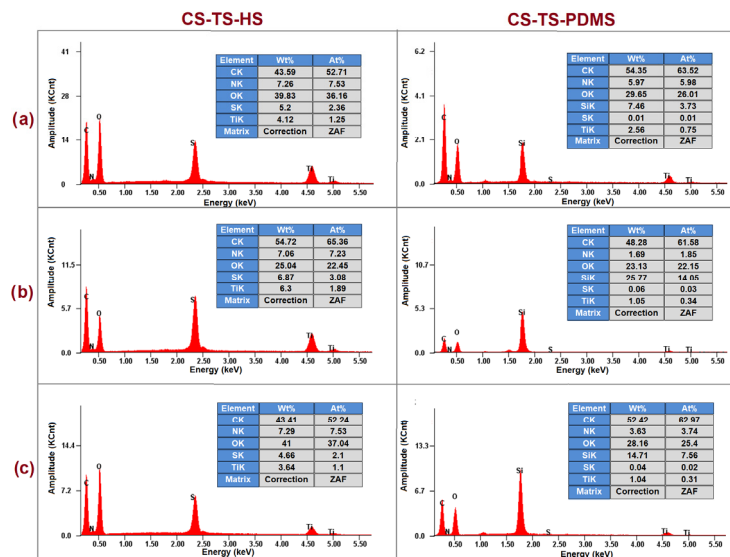 CS-TS-HS
CS-TS-PDMS
(a)
Amplitude (KCnt)
41
28
14
0
C
N
O
S
Ti
Ti
0.50 1.00 1.50 2.00 2.50 3.00 3.50 4.00 4.50 5.00 5.50
Energy (keV)
Element Wt% At%
CK 43.59 52.71
NK 7.26 7.53
OK 39.83 36.16
SK 5.2 2.36
TiK 4.12 1.25
Matrix Correction ZAF
Amplitude (KCnt)
6.2
4.1
2.1
0.0
C
N
O
Si
S
Ti
Ti
0.50 1.00 1.50 2.00 2.50 3.00 3.50 4.00 4.50 5.00 5.50
Energy (keV)
Element Wt% At%
CK 54.35 63.52
NK 5.97 5.98
OK 29.65 26.01
SiK 7.46 3.73
SK 0.01 0.01
TiK 2.56 0.75
Matrix Correction ZAF
(b)
Amplitude (KCnt)
11.5
5.7
0.0
C
N
O
S
Ti
Ti
0.50 1.00 1.50 2.00 2.50 3.00 3.50 4.00 4.50 5.00 5.50
Energy (keV)
Element Wt% At%
CK 54.72 65.36
NK 7.06 7.23
OK 25.04 22.45
SK 6.87 3.08
TiK 6.3 1.89
Matrix Correction ZAF
Amplitude (KCnt)
10.7
5.3
0.0
C
N
O
Si
S
Ti
Ti
0.50 1.00 1.50 2.00 2.50 3.00 3.50 4.00 4.50 5.00 5.50
Energy (keV)
Element Wt% At%
CK 48.28 61.58
NK 1.69 1.85
OK 23.13 22.15
SiK 25.77 14.05
SK 0.06 0.03
TiK 1.05 0.34
Matrix Correction ZAF
(c)
Amplitude (KCnt)
14.4
7.2
0.0
C
N
O
S
Ti
Ti
0.50 1.00 1.50 2.00 2.50 3.00 3.50 4.00 4.50 5.00 5.50
Energy (keV)
Element Wt% At%
CK 43.41 52.24
NK 7.29 7.53
OK 41 37.04
SK 4.66 2.1
TiK 3.64 1.1
Matrix Correction ZAF
Amplitude (KCnt)
13.3
6.7
0.0
C
N
O
Si
S
Ti
Ti
0.50 1.00 1.50 2.00 2.50 3.00 3.50 4.00 4.50 5.00 5.50
Energy (keV)
Element Wt% At%
CK 52.42 62.97
NK 3.63 3.74
OK 28.16 25.4
SiK 14.71 7.56
SK 0.04 0.02
TiK 1.04 0.31
Matrix Correction ZAF